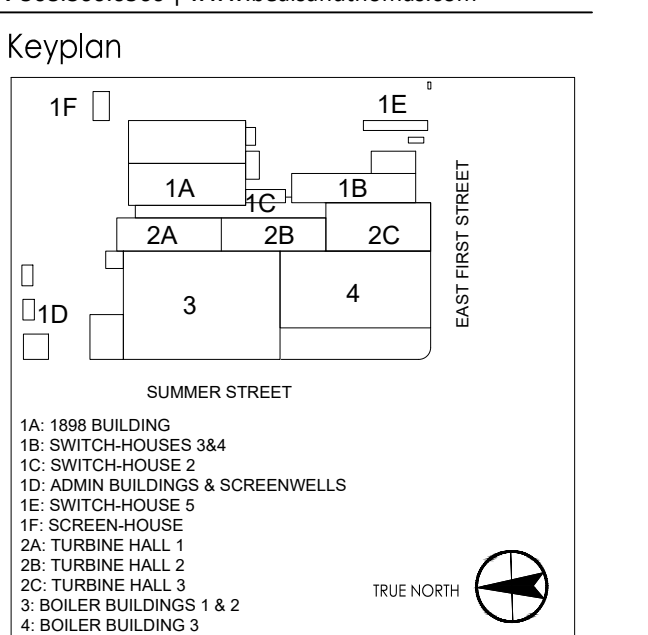 Keyplan
1F
1E
1A
1B
1C
2A
2B
2C
EAST FIRST STREET
3
4
1D
SUMMER STREET
1A: 1898 BUILDING
1B: SWITCH-HOUSES 3&4
1C: SWITCH-HOUSE 2
1D: ADMIN BUILDINGS & SCREENWELLS
1E: SWITCH-HOUSE 5
1F: SCREEN-HOUSE
2A: TURBINE HALL 1
2B: TURBINE HALL 2
2C: TURBINE HALL 3
3: BOILER BUILDINGS 1 & 2
4: BOILER BUILDING 3
TRUE NORTH